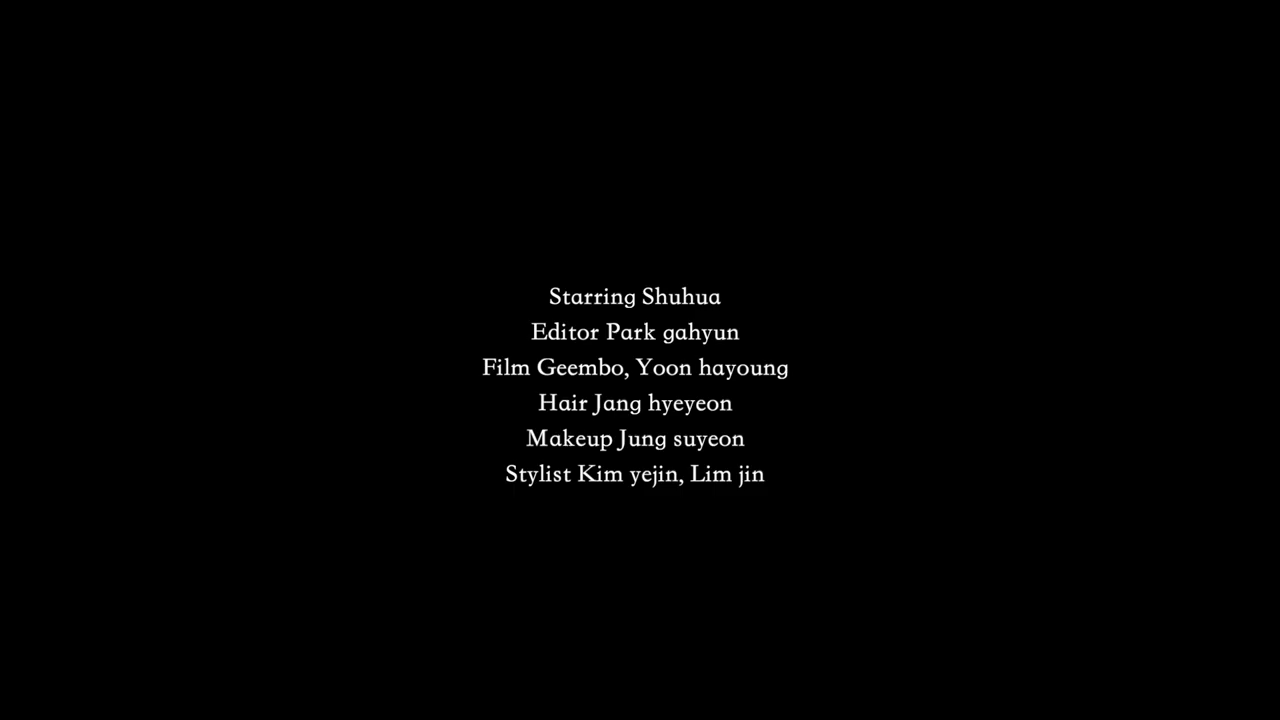 Starring Shuhua
Editor Park gahyun
Film Geembo, Yoon hayoung
Hair Jang hyeyeon
Makeup Jung suyeon
Stylist Kim yejin, Lim jin